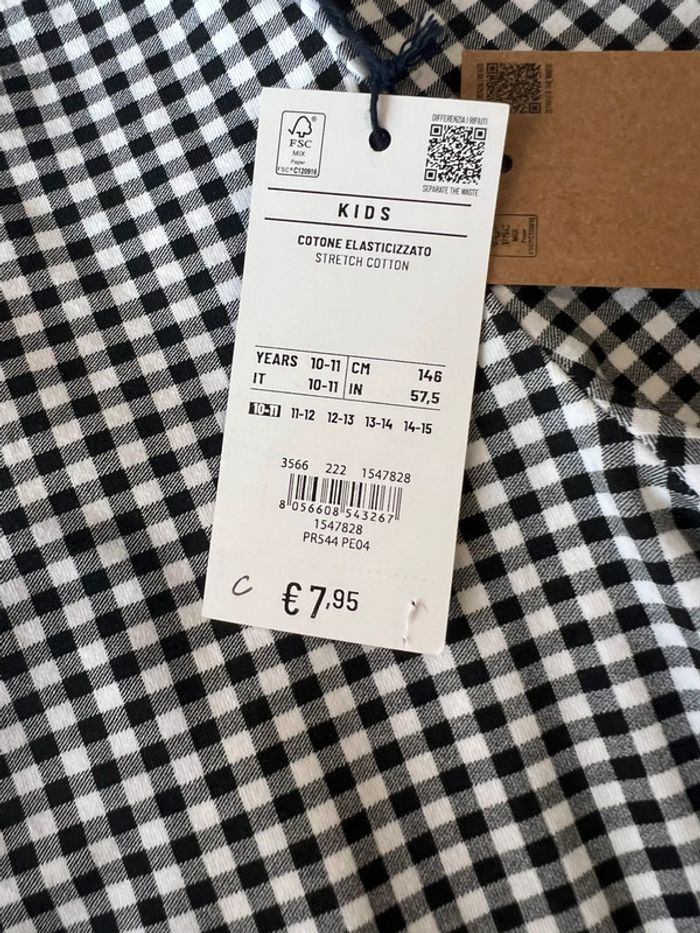 FSC®
MIX
Paper
FSC® C120916
DIFFERENZIA I RIFIUTI
SEPARATE THE WASTE
KIDS
COTONE ELASTICIZZATO
STRETCH COTTON
YEARS 10-11 CM 146
IT 10-11 IN 57,5
10-11 11-12 12-13 13-14 14-15
3566 222 1547828
8 056608 543267
1547828
PR544 PE04
C
€ 7,95